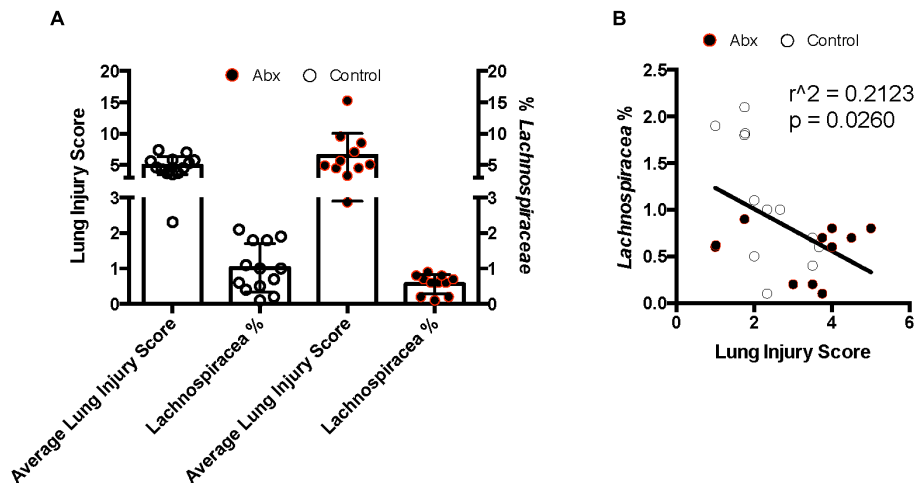 A
Abx
Control
Lung Injury Score
20
15
10
5
3
2
1
0
20
15
10
5
3
2
1
0
% Lachnospiraceae
Average Lung Injury Score
Lachnospiracea %
Average Lung Injury Score
Lachnospiracea %
B
Abx
Control
r^2 = 0.2123
p = 0.0260
Lachnospiracea %
2.5
2.0
1.5
1.0
0.5
0.0
0
2
4
6
Lung Injury Score